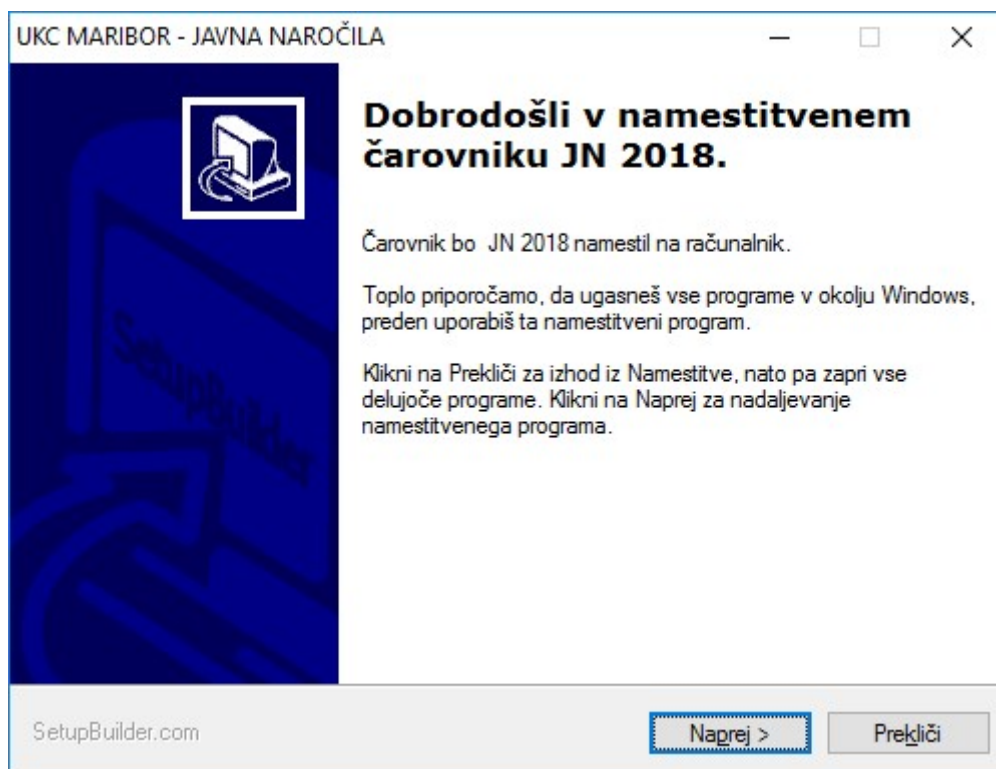 UKC MARIBOR - JAVNA NAROČILA
Dobrodošli v namestitvenem
čarovniku JN 2018.
Čarovnik bo  JN 2018 namestil na računalnik.
Toplo priporočamo, da ugasneš vse programe v okolju Windows,
preden uporabiš ta namestitveni program.
Klikni na Prekliči za izhod iz Namestitve, nato pa zapri vse
delujoče programe. Klikni na Naprej za nadaljevanje
namestitvenega programa.
SetupBuilder
SetupBuilder.com
Naprej >
Prekliči